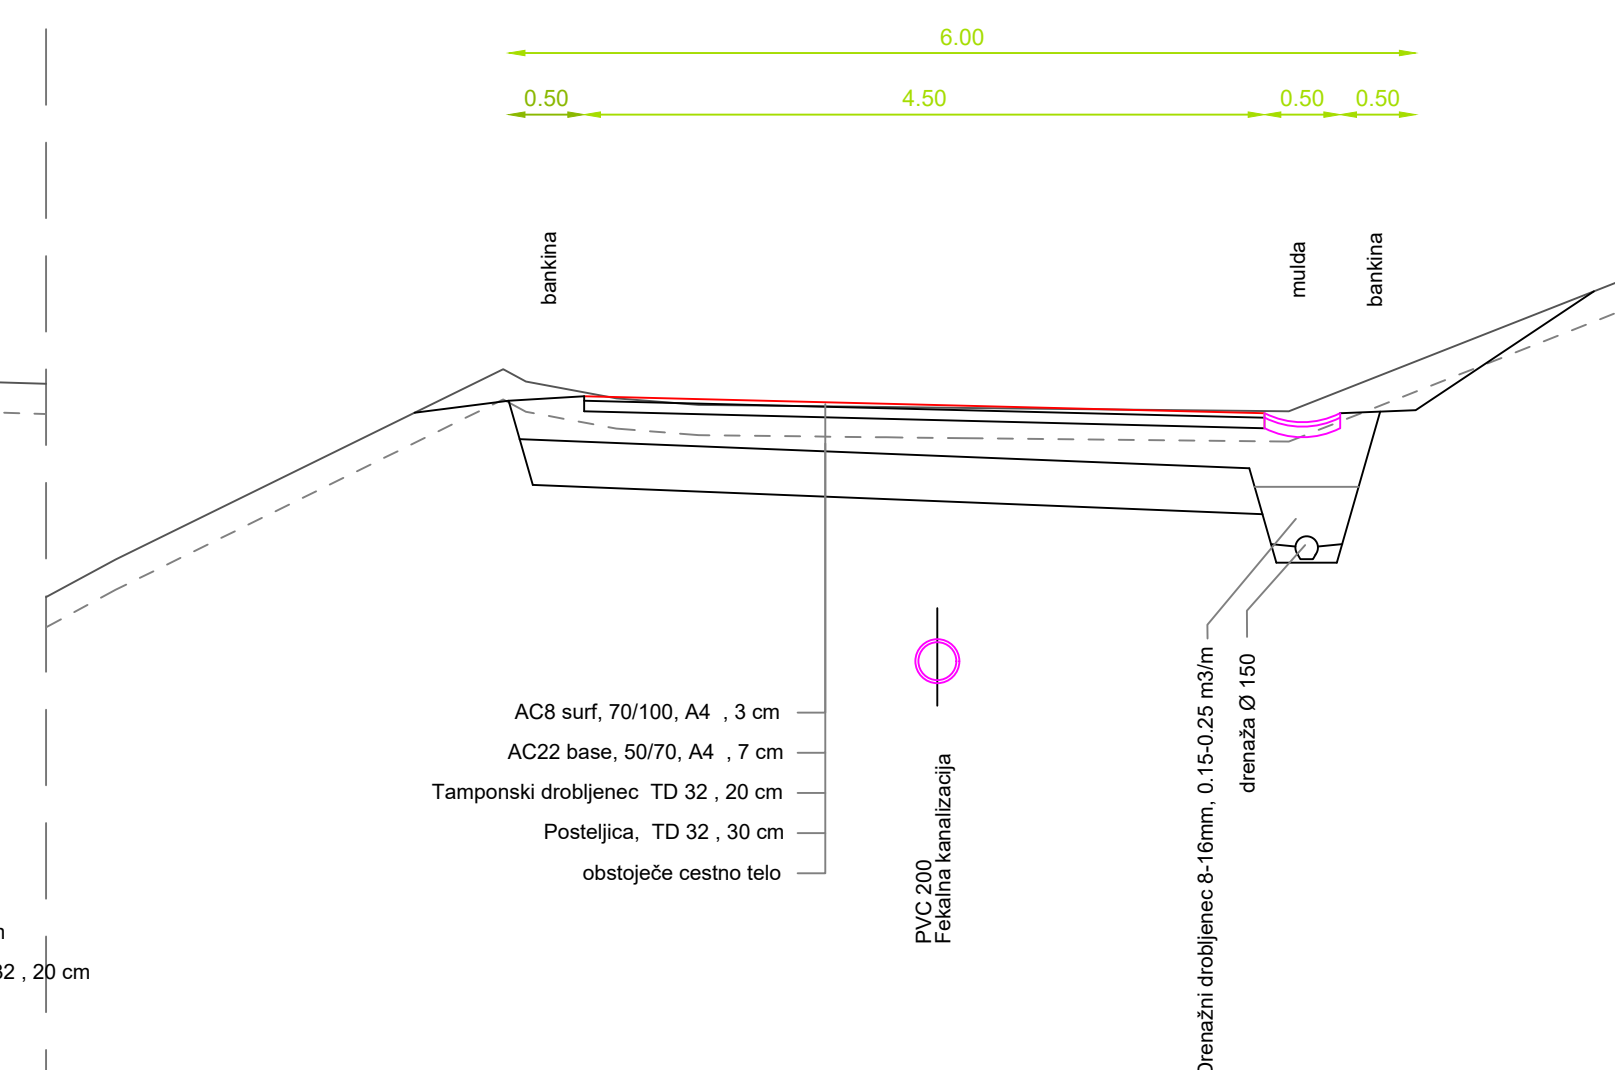 6.00
0.50
4.50
0.50
0.50
bankina
mulda
bankina
AC8 surf, 70/100, A4 , 3 cm
AC22 base, 50/70, A4 , 7 cm
Tamponski drobljenec TD 32 , 20 cm
Posteljica, TD 32 , 30 cm
obstoječe cestno telo
PVC 200
Fekalna kanalizacija
Drenažni drobljenec 8-16mm, 0.15-0.25 m3/m
drenaža Ø 150
32 , 20 cm